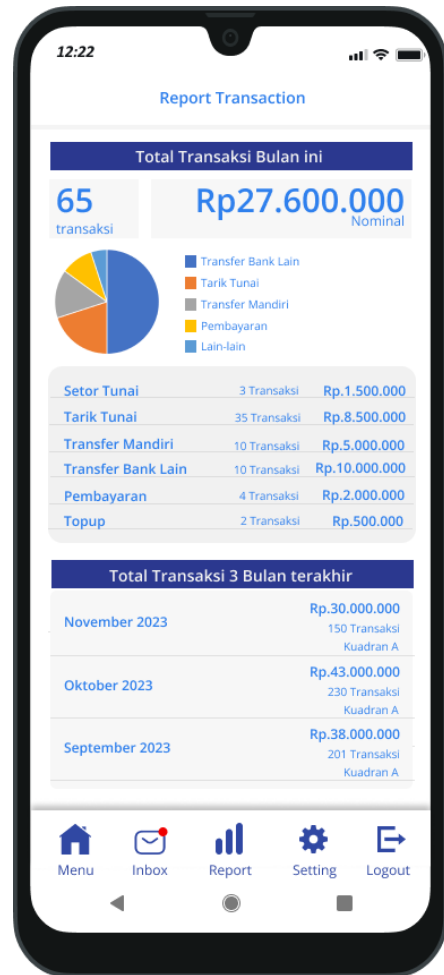 12:22
Report Transaction
Total Transaksi Bulan ini
65
transaksi
Rp27.600.000
Nominal
Transfer Bank Lain
Tarik Tunai
Transfer Mandiri
Pembayaran
Lain-lain
Setor Tunai 3 Transaksi Rp.1.500.000
Tarik Tunai 35 Transaksi Rp.8.500.000
Transfer Mandiri 10 Transaksi Rp.5.000.000
Transfer Bank Lain 10 Transaksi Rp.10.000.000
Pembayaran 4 Transaksi Rp.2.000.000
Topup 2 Transaksi Rp.500.000
Total Transaksi 3 Bulan terakhir
November 2023
Rp.30.000.000
150 Transaksi
Kuadran A
Oktober 2023
Rp.43.000.000
230 Transaksi
Kuadran A
September 2023
Rp.38.000.000
201 Transaksi
Kuadran A
Menu Inbox Report Setting Logout